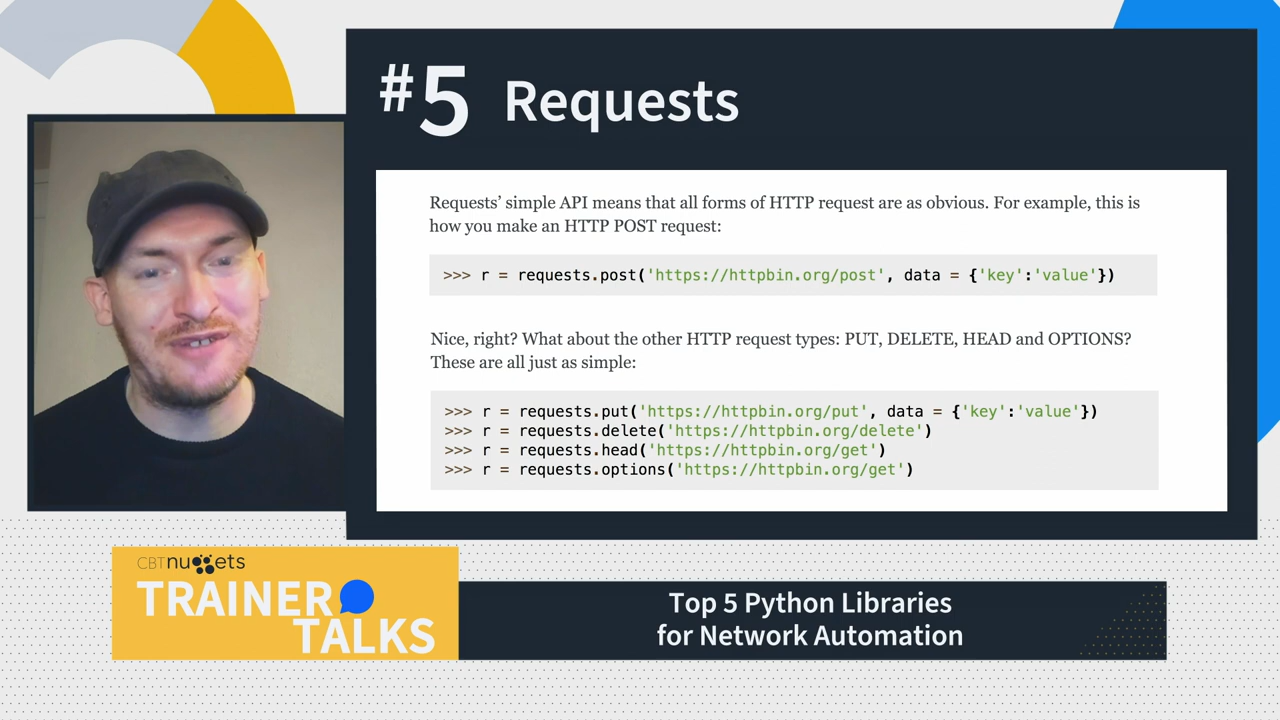 #5 Requests
Requests’ simple API means that all forms of HTTP request are as obvious. For example, this is
how you make an HTTP POST request:
>>> r = requests.post('https://httpbin.org/post', data = {'key':'value'})
Nice, right? What about the other HTTP request types: PUT, DELETE, HEAD and OPTIONS?
These are all just as simple:
>>> r = requests.put('https://httpbin.org/put', data = {'key':'value'})
>>> r = requests.delete('https://httpbin.org/delete')
>>> r = requests.head('https://httpbin.org/get')
>>> r = requests.options('https://httpbin.org/get')
CBTnuggets
TRAINER
TALKS
Top 5 Python Libraries
for Network Automation